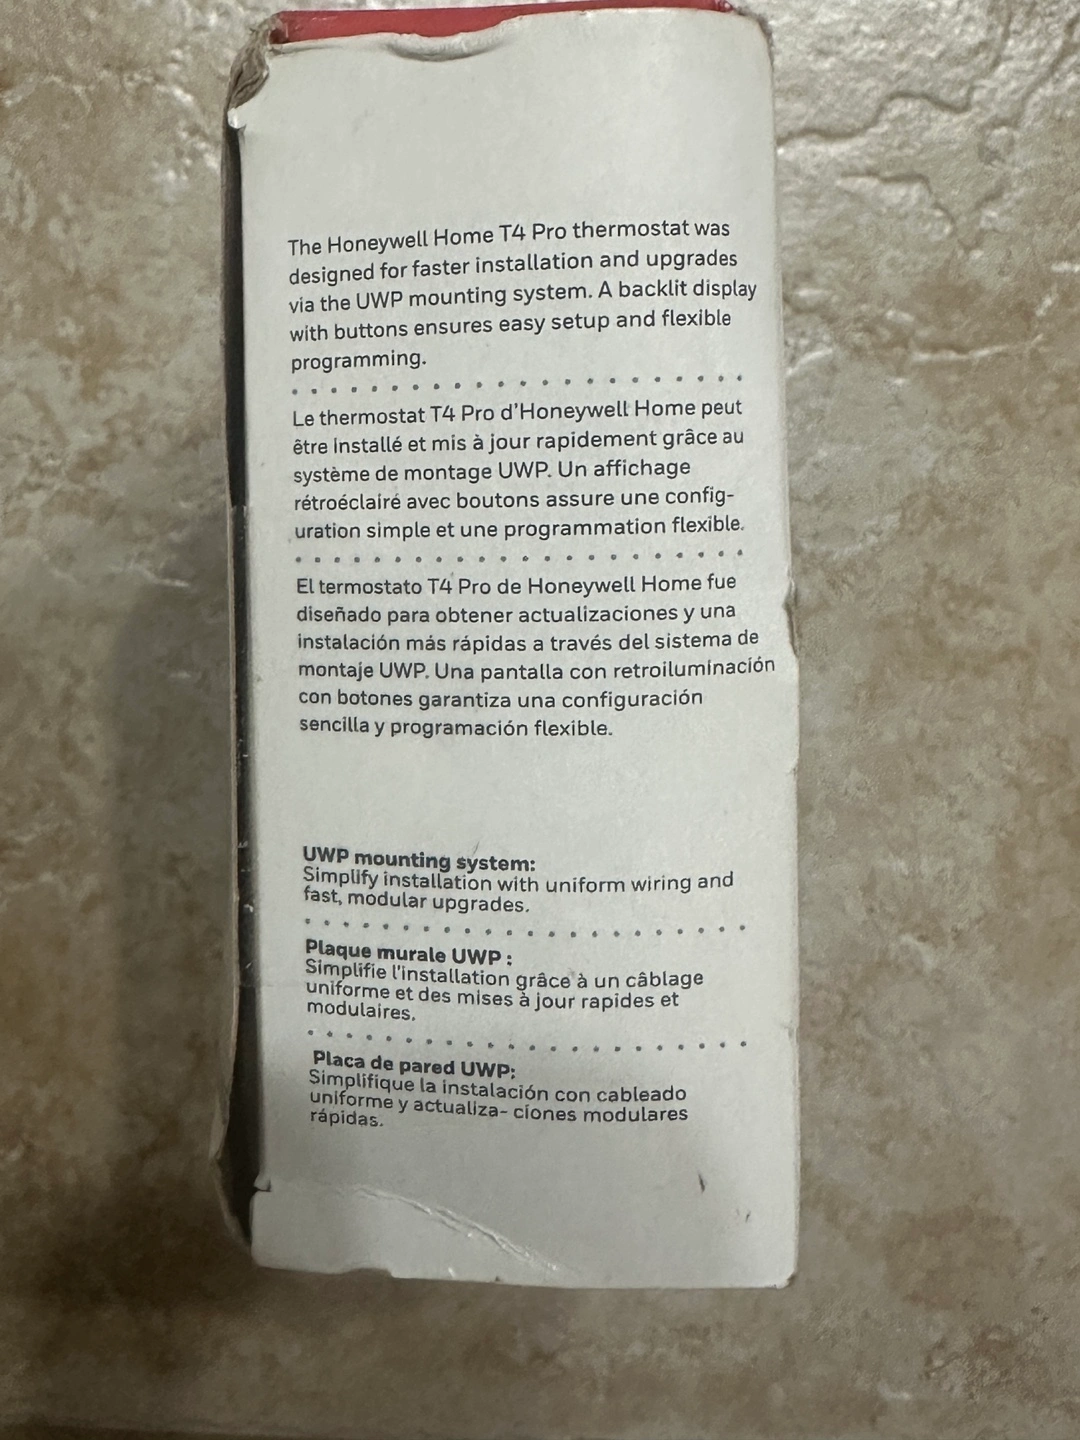 The Honeywell Home T4 Pro thermostat was
designed for faster installation and upgrades
via the UWP mounting system. A backlit display
with buttons ensures easy setup and flexible
programming.
Le thermostat T4 Pro d'Honeywell Home peut
être installé et mis à jour rapidement grâce au
système de montage UWP. Un affichage
rétroéclairé avec boutons assure une config-
uration simple et une programmation flexible.
El termostato T4 Pro de Honeywell Home fue
diseñado para obtener actualizaciones y una
instalación más rápidas a través del sistema de
montaje UWP. Una pantalla con retroiluminación
con botones garantiza una configuración
sencilla y programación flexible.
UWP mounting system:
Simplify installation with uniform wiring and
fast, modular upgrades.
Plaque murale UWP :
Simplifie l'installation grâce à un câblage
uniforme et des mises à jour rapides et
modulaires.
Placa de pared UWP:
Simplifique la instalación con cableado
uniforme y actualiza- ciones modulares
rápidas.